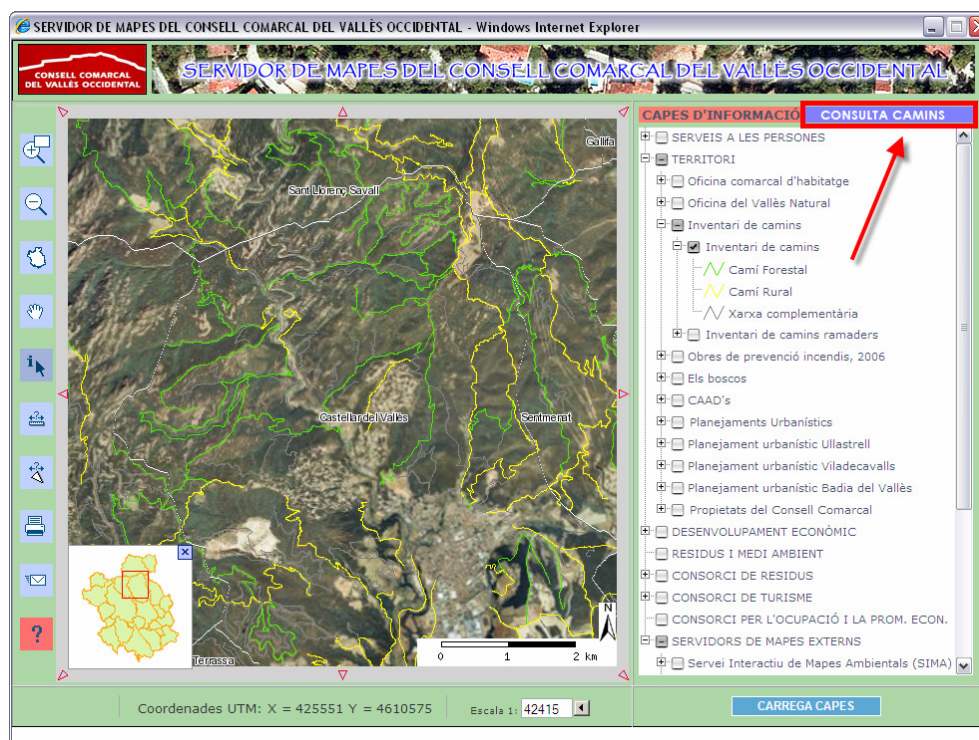 SERVIDOR DE MAPES DEL CONSELL COMARCAL DEL VALLÈS OCCIDENTAL - Windows Internet Explorer
CONSELL COMARCAL
DEL VALLÈS OCCIDENTAL
SERVIDOR DE MAPES DEL CONSELL COMARCAL DEL VALLÈS OCCIDENTAL
CAPES D'INFORMACIÓ
CONSULTA CAMINS
SERVEIS A LES PERSONES
TERRITORI
Oficina comarcal d'habitatge
Oficina del Vallès Natural
Inventari de camins
Inventari de camins
Camí Forestal
Camí Rural
Xarxa complementària
Inventari de camins ramaders
Obres de prevenció incendis, 2006
Els boscos
CAAD's
Planejaments Urbanístics
Planejament urbanístic Ullastrell
Planejament urbanístic Viladecavalls
Planejament urbanístic Badia del Vallès
Propietats del Consell Comarcal
DESENVOLUPAMENT ECONÒMIC
RESIDUS I MEDI AMBIENT
CONSORCI DE RESIDUS
CONSORCI DE TURISME
CONSORCI PER L'OCUPACIÓ I LA PROM. ECON.
SERVIDORS DE MAPES EXTERNS
Servei Interactiu de Mapes Ambientals (SIMA)
Gallifa
Sant Llorenç Savall
Castellar del Vallès
Sentmenat
Terrassa
N
0 1 2 km
?
Coordenades UTM: X = 425551 Y = 4610575
Escala 1: 42415
CARREGA CAPES